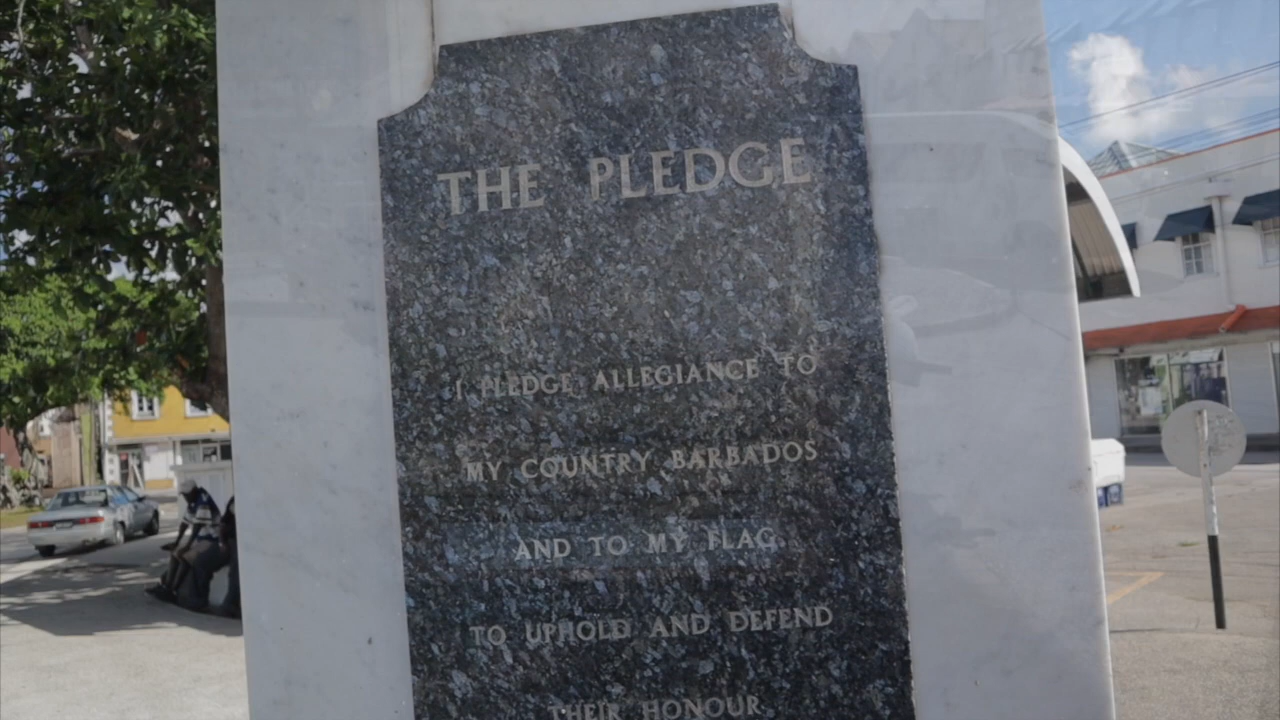 THE PLEDGE
I PLEDGE ALLEGIANCE TO
MY COUNTRY BARBADOS
AND TO MY FLAG
TO UPHOLD AND DEFEND
THEIR HONOUR